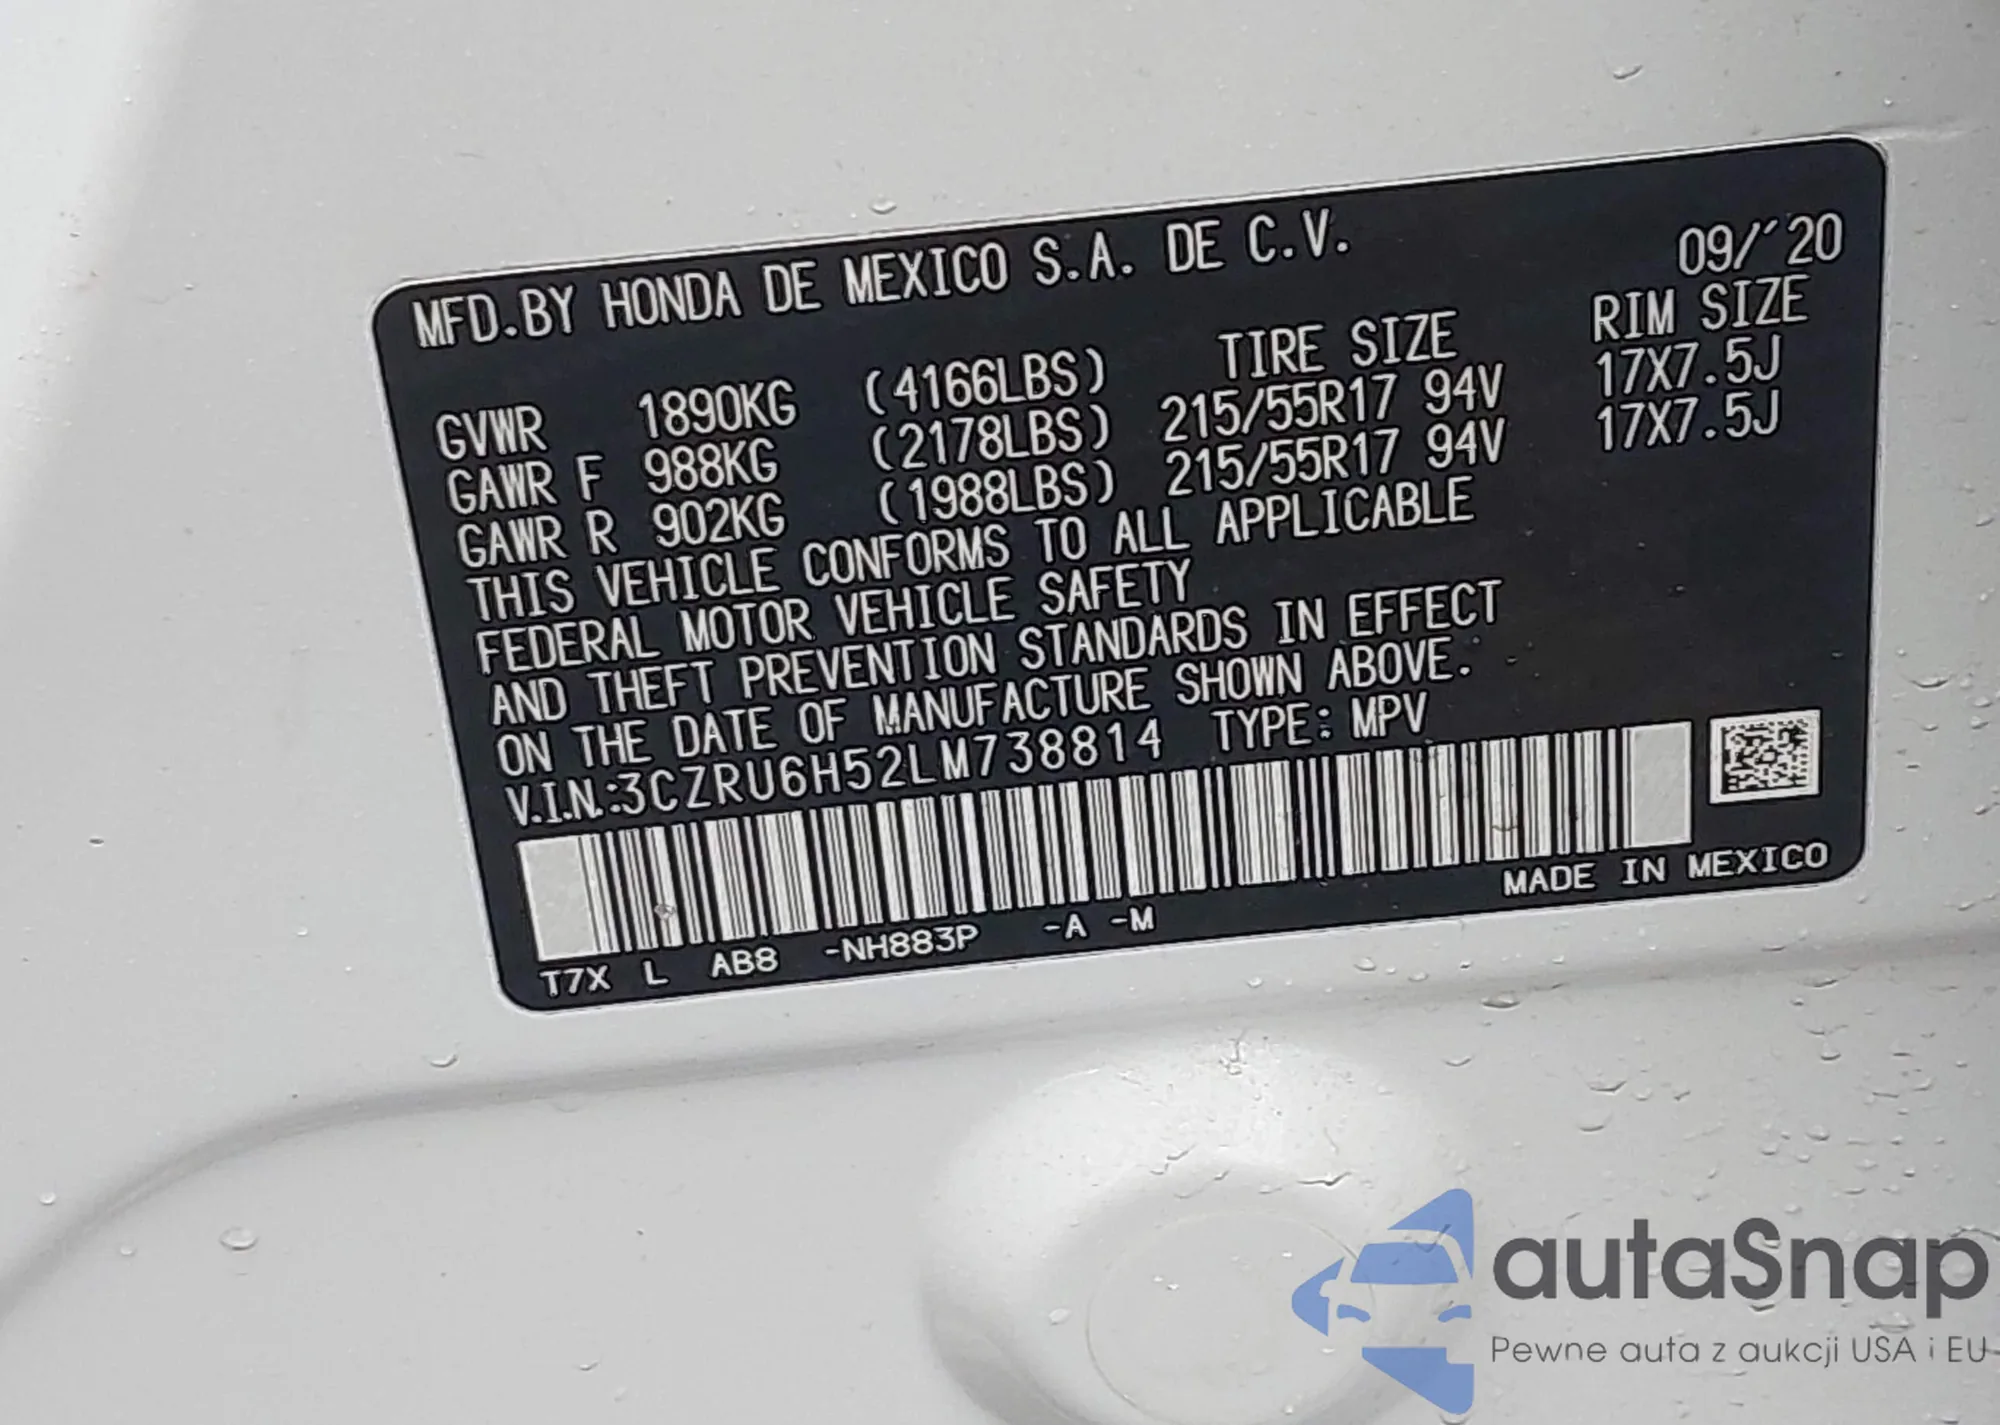 MFD.BY HONDA DE MEXICO S.A. DE C.V. 09/'20
TIRE SIZE RIM SIZE
GVWR 1890KG (4166LBS)
GAWR F 988KG (2178LBS) 215/55R17 94V 17X7.5J
GAWR R 902KG (1988LBS) 215/55R17 94V 17X7.5J
THIS VEHICLE CONFORMS TO ALL APPLICABLE
FEDERAL MOTOR VEHICLE SAFETY
AND THEFT PREVENTION STANDARDS IN EFFECT
ON THE DATE OF MANUFACTURE SHOWN ABOVE.
V.I.N.:3CZRU6H52LM738814 TYPE: MPV
MADE IN MEXICO
T7X L AB8 -NH883P -A -M
autaSnap
Pewne auta z aukcji USA i EU